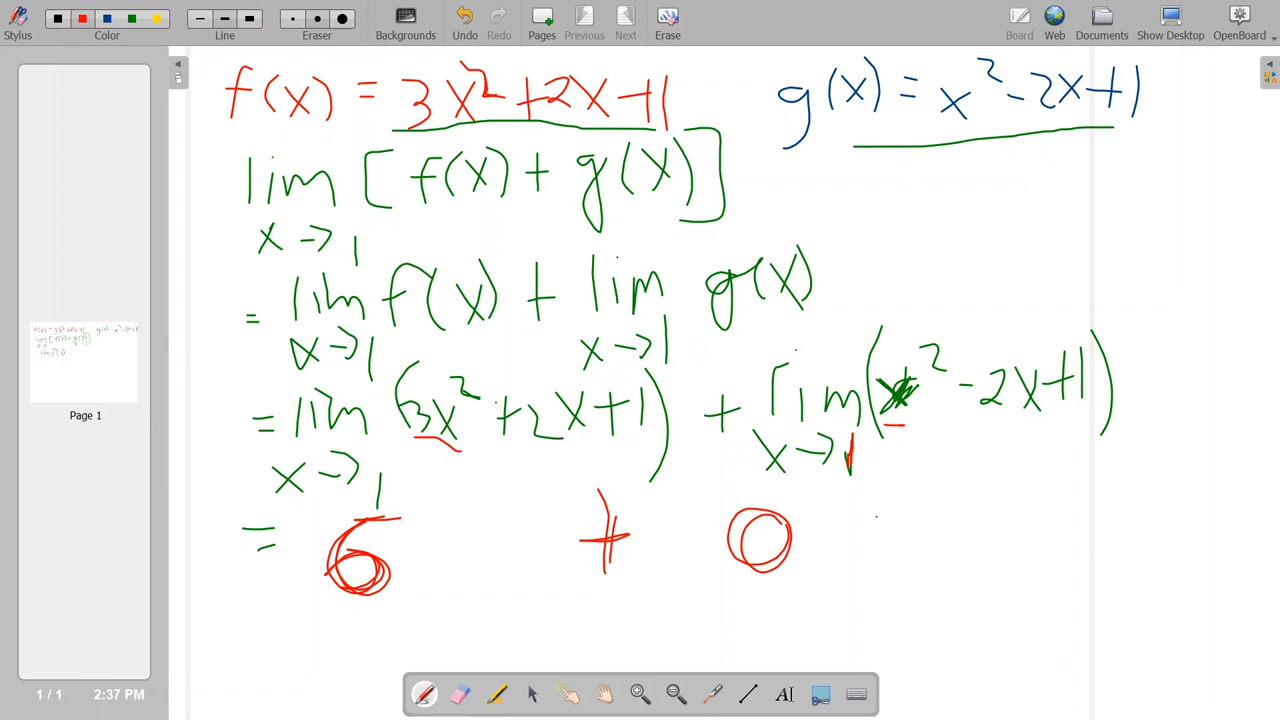 Stylus Color Line Eraser Backgrounds Undo Redo Pages Previous Next Erase Board Web Documents Show Desktop OpenBoard
f(x) = 3x² + 2x + 1
g(x) = x² - 2x + 1
lim [f(x) + g(x)]
x → 1
= lim f(x) + lim g(x)
x → 1 x → 1
= lim (3x² + 2x + 1) + lim (x² - 2x + 1)
x → 1 x → 1
= 6 + 0
Page 1
1 / 1 2:37 PM